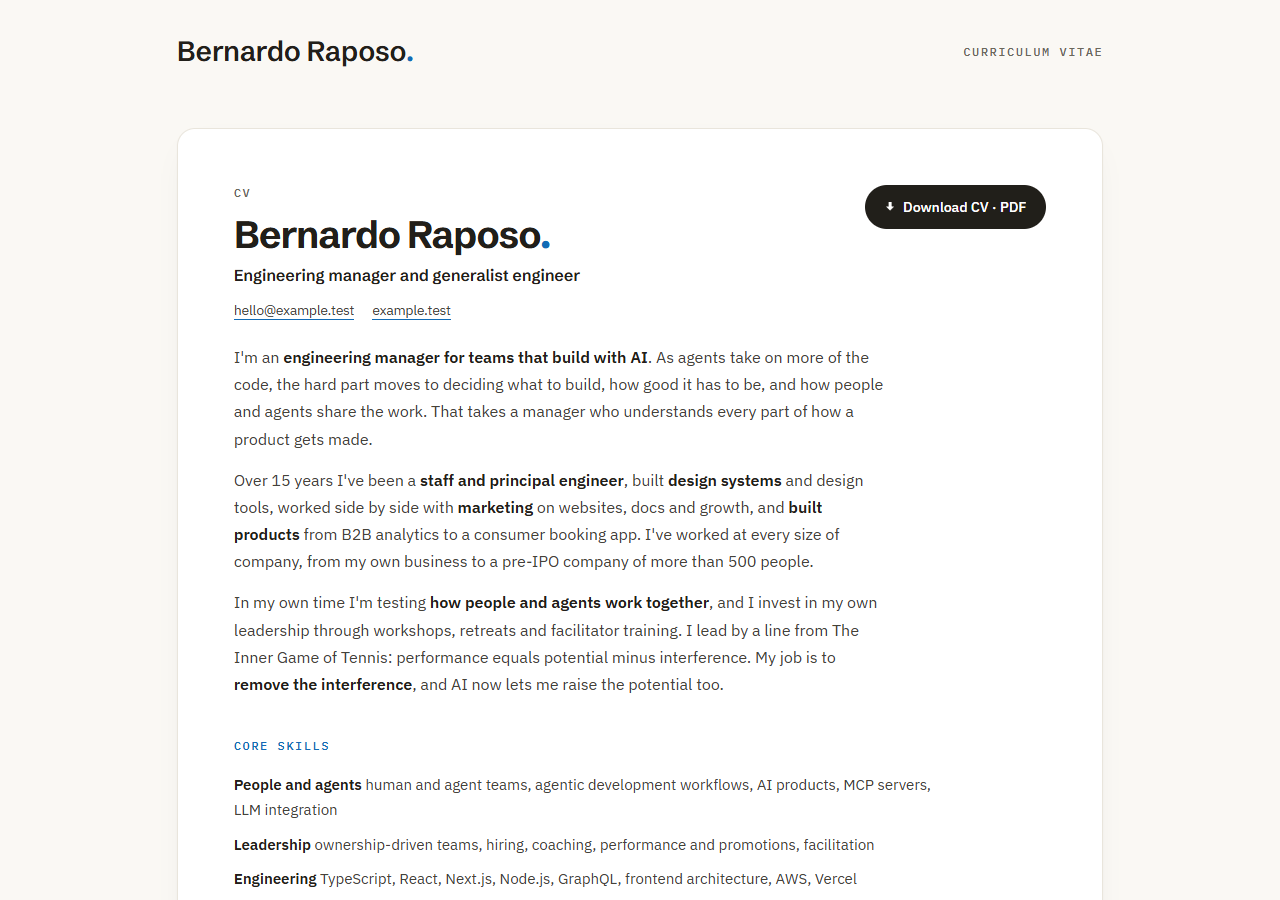 Bernardo Raposo.
CURRICULUM VITAE
CV
Download CV · PDF
Bernardo Raposo.
Engineering manager and generalist engineer
hello@example.test example.test
I'm an engineering manager for teams that build with AI. As agents take on more of the
code, the hard part moves to deciding what to build, how good it has to be, and how people
and agents share the work. That takes a manager who understands every part of how a
product gets made.
Over 15 years I've been a staff and principal engineer, built design systems and design
tools, worked side by side with marketing on websites, docs and growth, and built
products from B2B analytics to a consumer booking app. I've worked at every size of
company, from my own business to a pre-IPO company of more than 500 people.
In my own time I'm testing how people and agents work together, and I invest in my own
leadership through workshops, retreats and facilitator training. I lead by a line from The
Inner Game of Tennis: performance equals potential minus interference. My job is to
remove the interference, and AI now lets me raise the potential too.
CORE SKILLS
People and agents human and agent teams, agentic development workflows, AI products, MCP servers,
LLM integration
Leadership ownership-driven teams, hiring, coaching, performance and promotions, facilitation
Engineering TypeScript, React, Next.js, Node.js, GraphQL, frontend architecture, AWS, Vercel